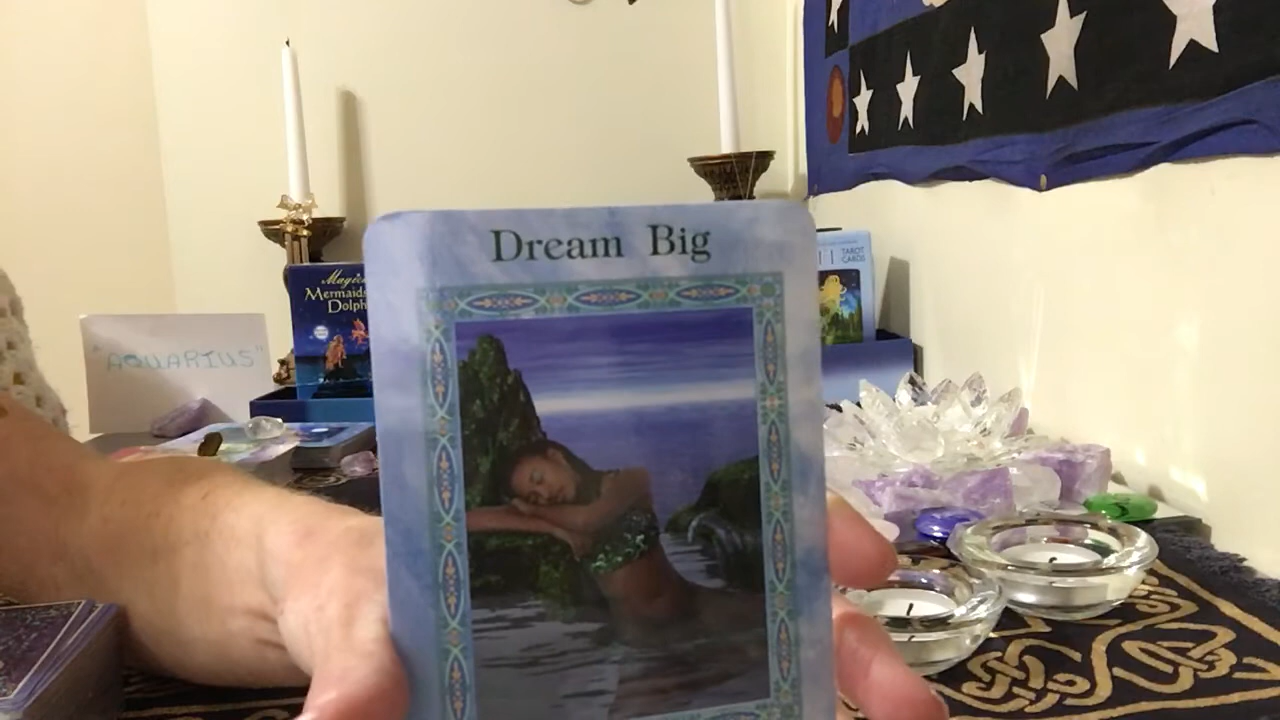 Dream Big
Magic
Mermaids
Dolph
TAROT
CARDS
"AQUARIUS"